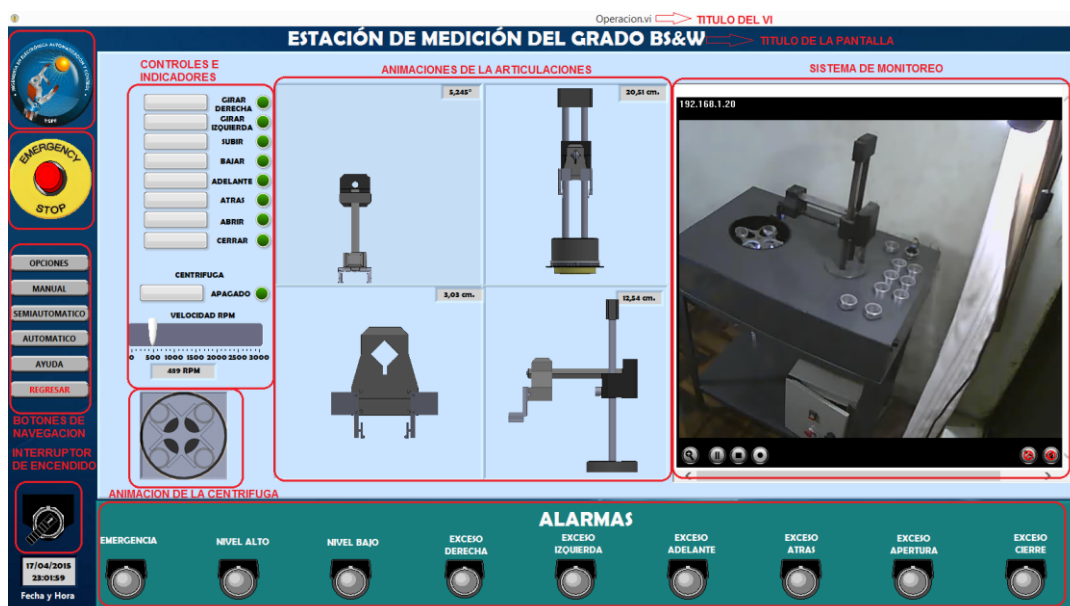 Operacion.vi
TITULO DEL VI
ESTACIÓN DE MEDICIÓN DEL GRADO BS&W
TITULO DE LA PANTALLA
CONTROLES E
INDICADORES
ANIMACIONES DE LA ARTICULACIONES
SISTEMA DE MONITOREO
EMERGENCY
STOP
GIRAR
DERECHA
GIRAR
IZQUIERDA
SUBIR
BAJAR
ADELANTE
ATRAS
ABRIR
CERRAR
CENTRIFUGA
APAGADO
VELOCIDAD RPM
0 500 1000 1500 2000 2500 3000
489 RPM
5,245°
20,51 cm.
3,03 cm.
12,54 cm.
192.168.1.20
OPCIONES
MANUAL
SEMIAUTOMATICO
AUTOMATICO
AYUDA
REGRESAR
BOTONES DE
NAVEGACION
INTERRUPTOR
DE ENCENDIDO
ANIMACION DE LA CENTRIFUGA
17/04/2015
23:01:59
Fecha y Hora
ALARMAS
EMERGENCIA
NIVEL ALTO
NIVEL BAJO
EXCESO
DERECHA
EXCESO
IZQUIERDA
EXCESO
ADELANTE
EXCESO
ATRAS
EXCESO
APERTURA
EXCESO
CIERRE